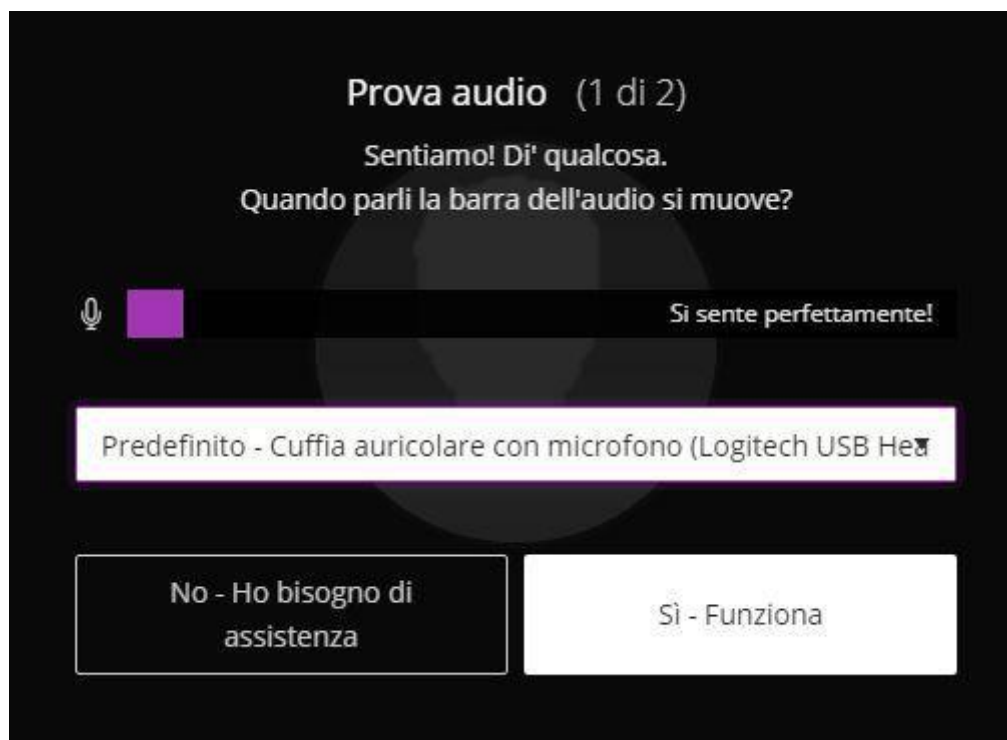 Prova audio (1 di 2)
Sentiamo! Di' qualcosa.
Quando parli la barra dell'audio si muove?
Si sente perfettamente!
Predefinito - Cuffia auricolare con microfono (Logitech USB Hea
No - Ho bisogno di
assistenza
Sì - Funziona